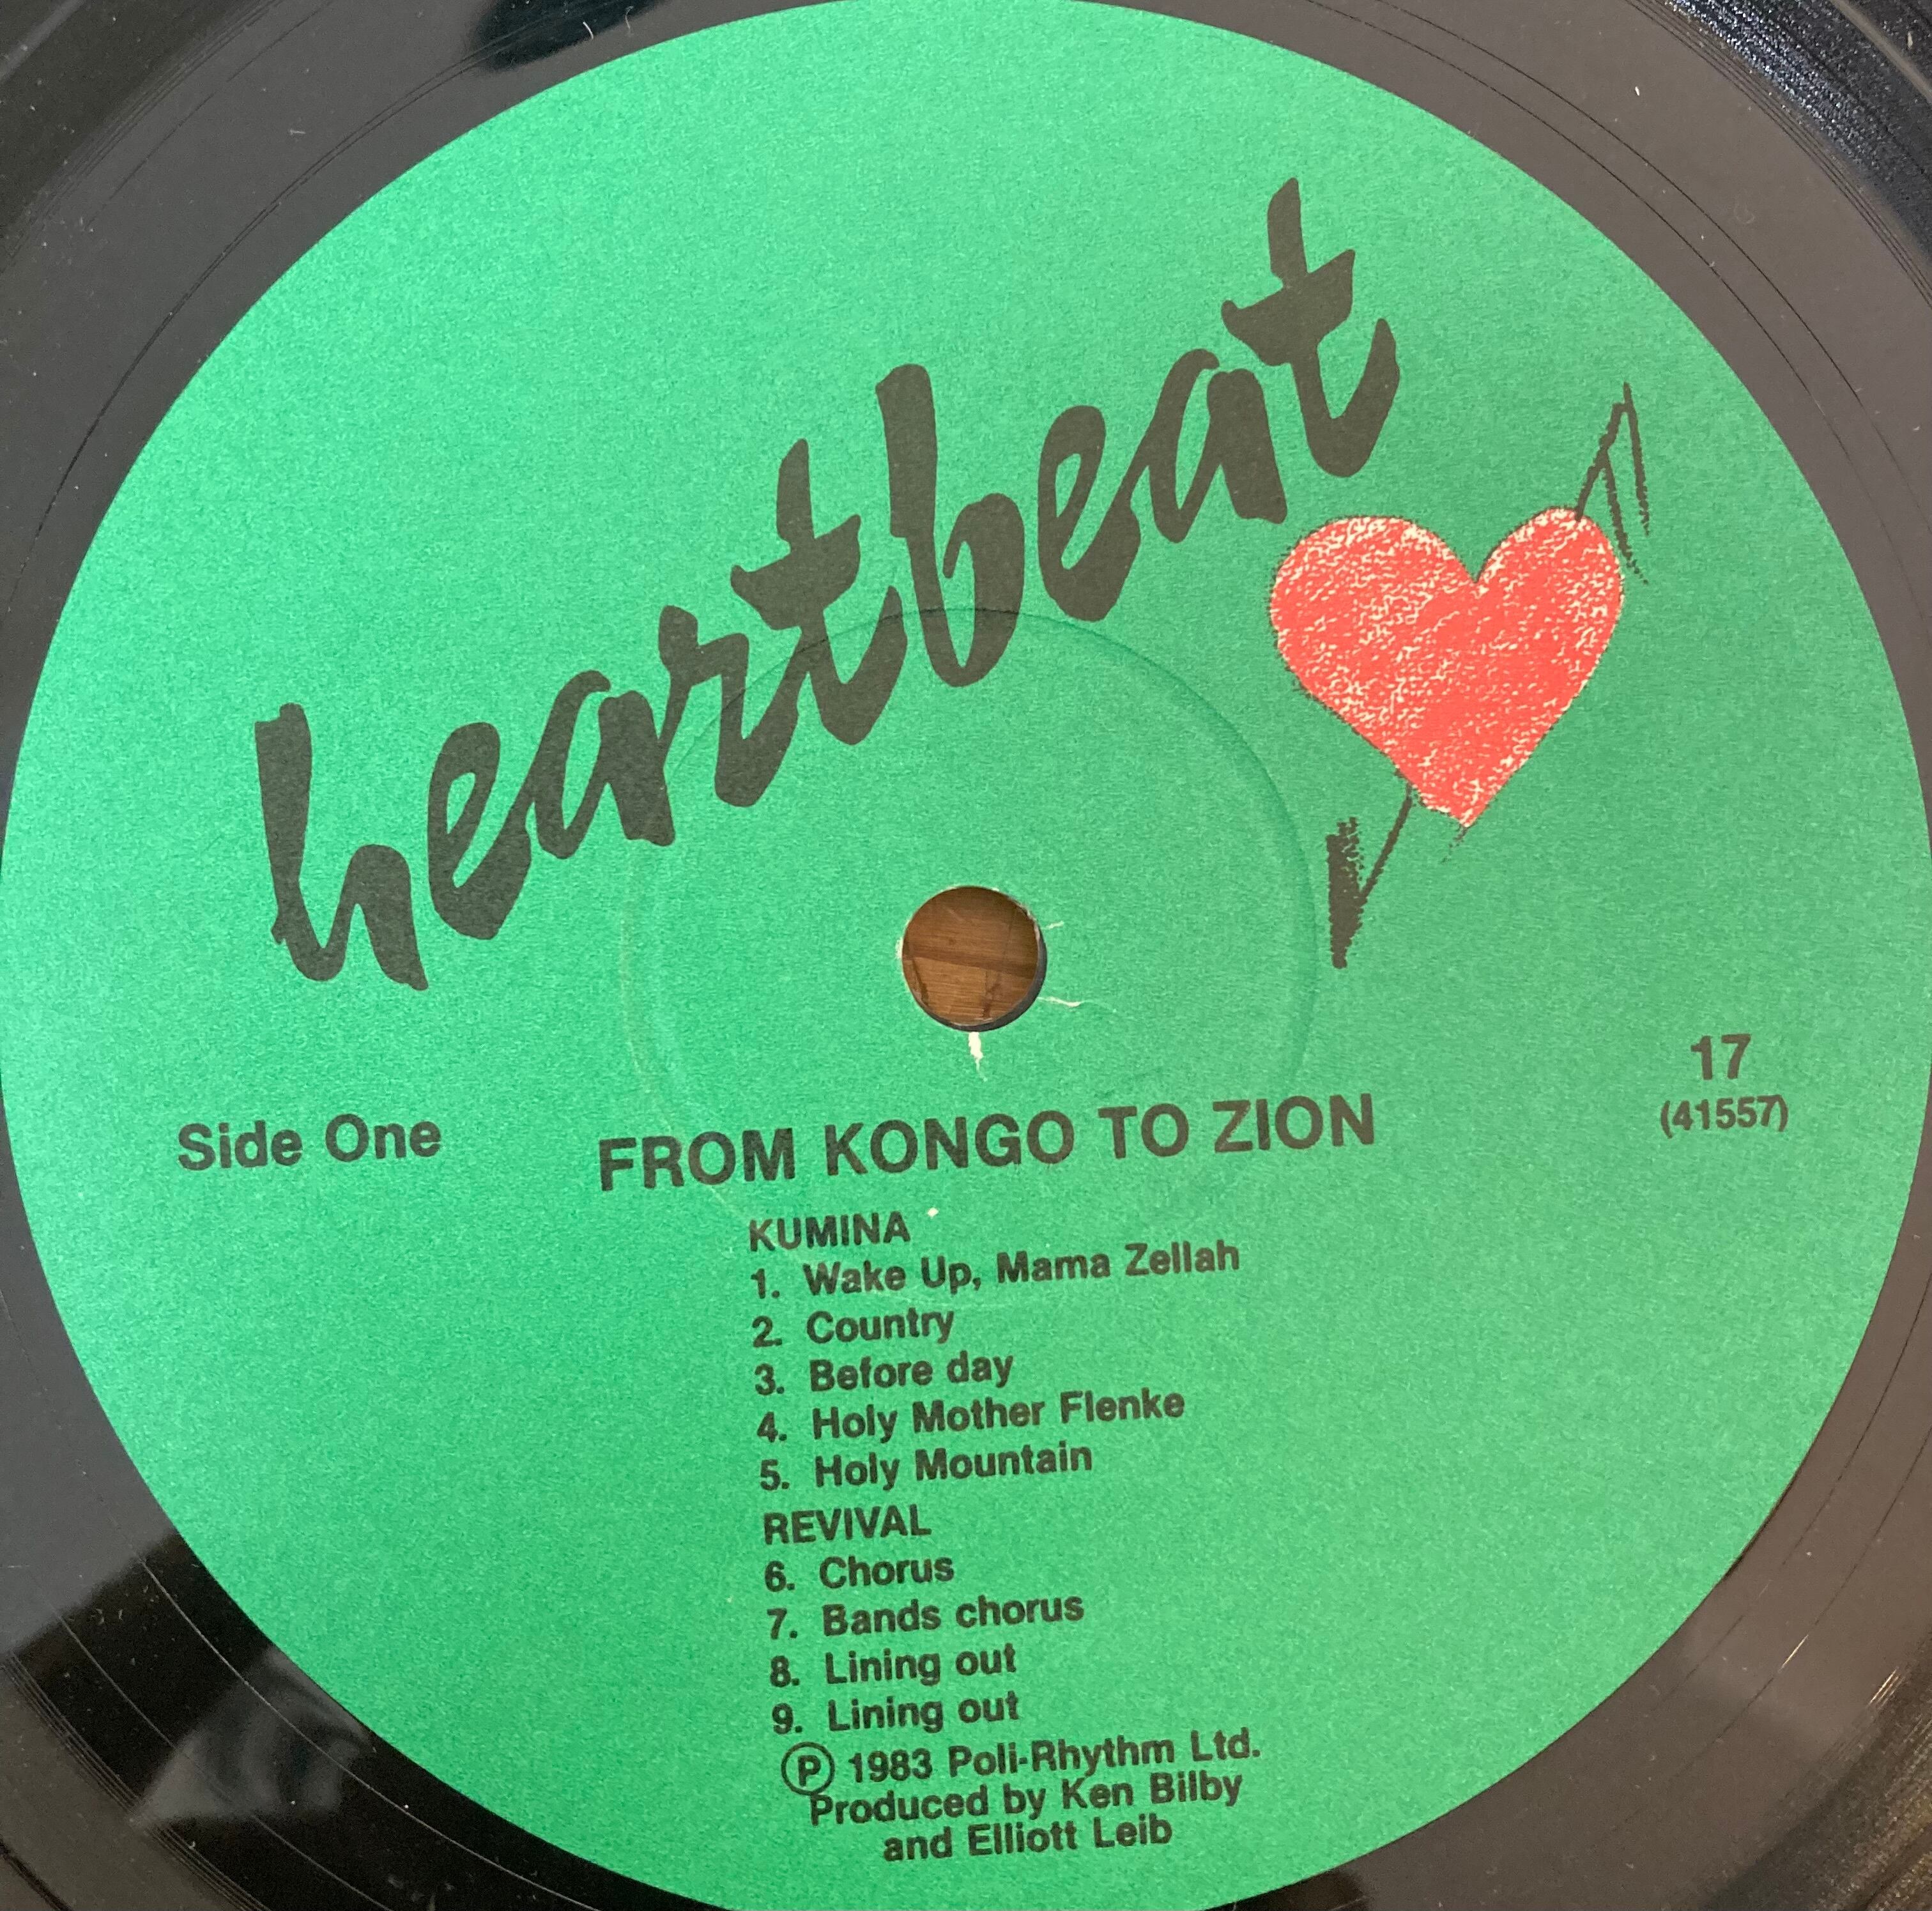 heartbeat
17
(41557)
Side One
FROM KONGO TO ZION
KUMINA
1. Wake Up, Mama Zellah
2. Country
3. Before day
4. Holy Mother Flenke
5. Holy Mountain
REVIVAL
6. Chorus
7. Bands chorus
8. Lining out
9. Lining out
Ⓟ 1983 Poli-Rhythm Ltd.
Produced by Ken Bilby
and Elliott Leib